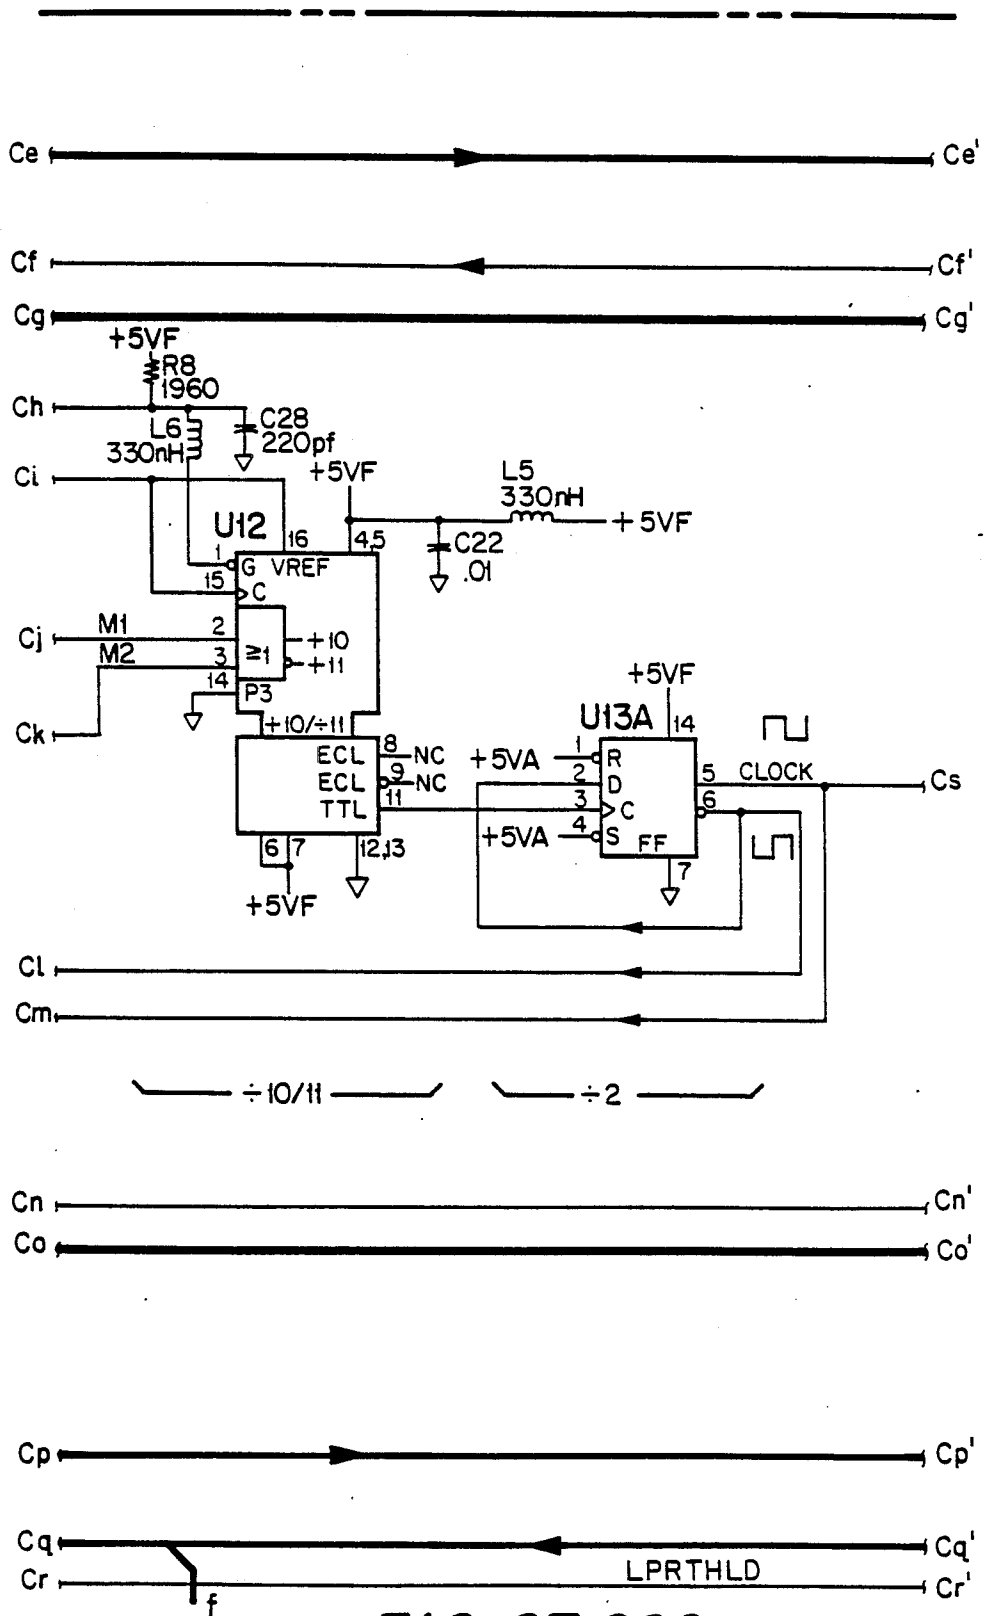 Ce Ce'
Cf Cf'
Cg Cg'
+5VF
R8
1960
Ch
L6
330nH
C28
220pf
Ci
+5VF
L5
330nH
+5VF
U12
16
4,5
C22
.01
1
G
VREF
15
C
Cj
M1
2
+10
M2
3
≥1
+11
14
P3
Ck
+10/÷11
+5VF
U13A
14
ECL 8 NC
ECL 9 NC
TTL 11
+5VA 1 R
2 D
3 C
+5VA 4 S
FF
5 CLOCK Cs
6
7
6 7
12,13
+5VF
Cl
Cm
÷10/11
÷2
Cn Cn'
Co Co'
Cp Cp'
Cq Cq'
LPRTHLD
Cr Cr'
f